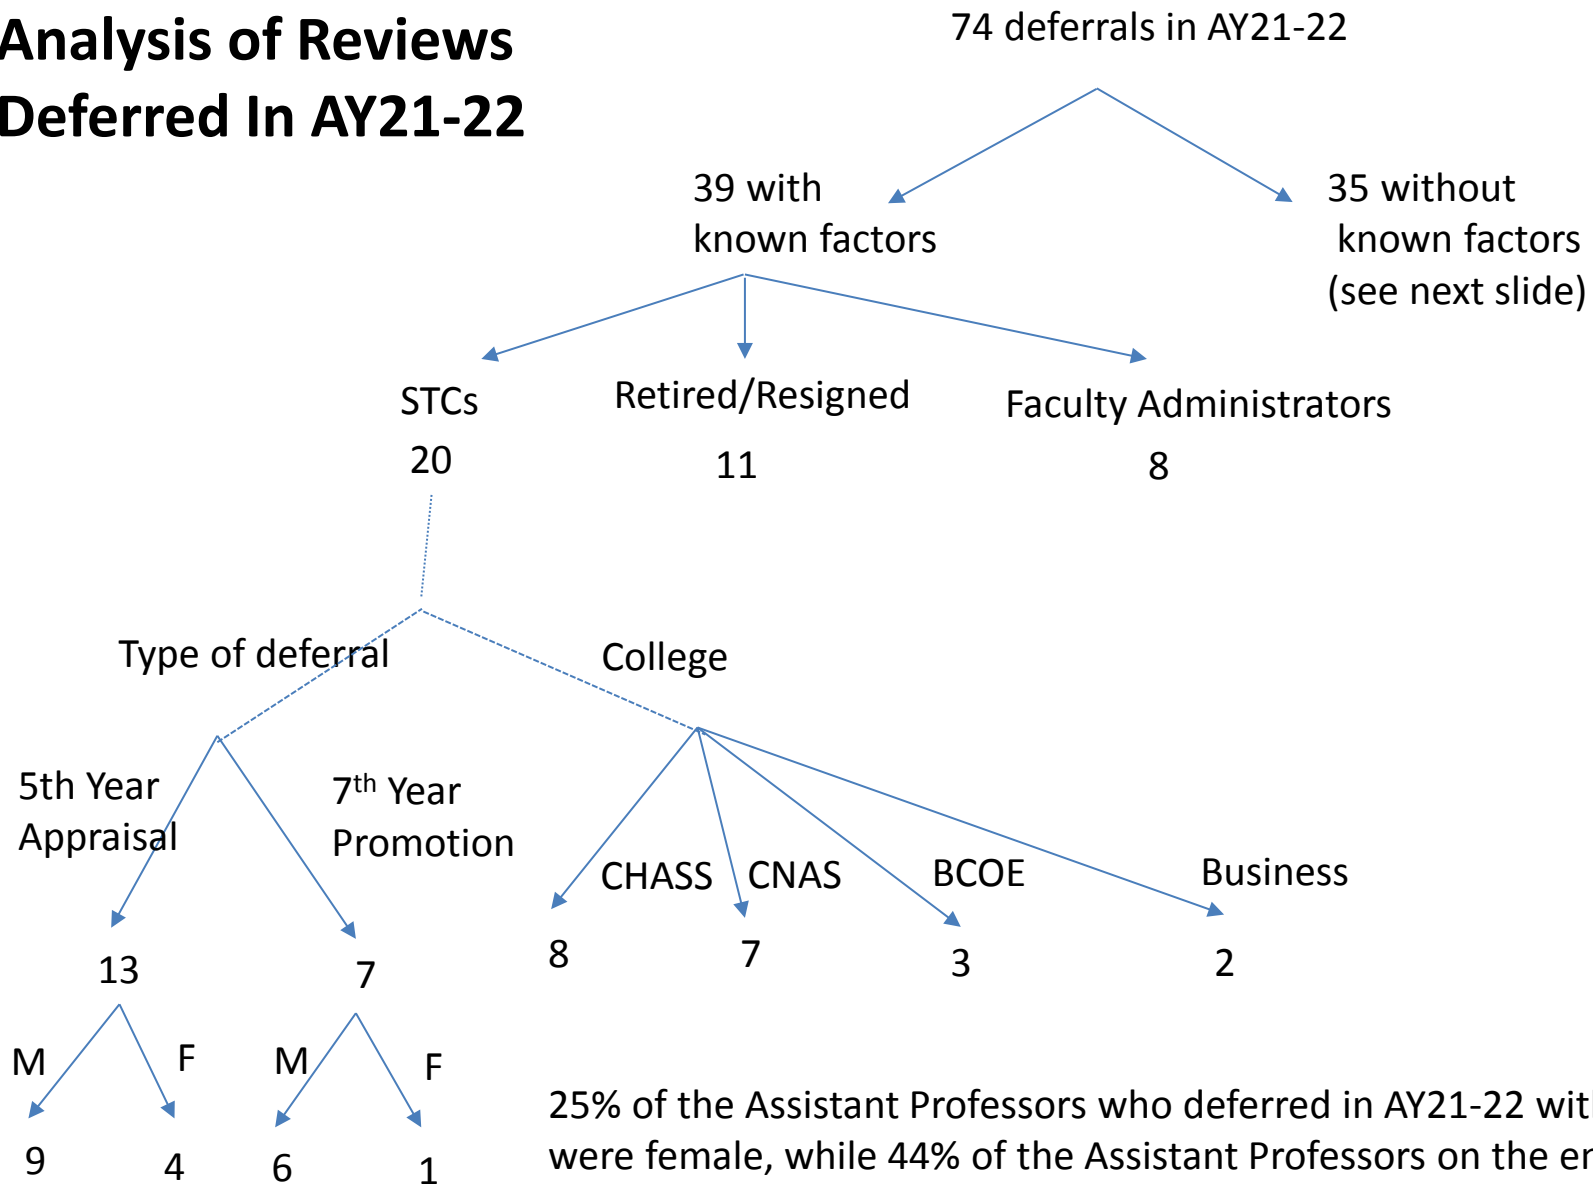 Analysis of Reviews
Deferred In AY21-22
74 deferrals in AY21-22
39 with
known factors
35 without
known factors
(see next slide)
STCs
20
Retired/Resigned
11
Faculty Administrators
8
Type of deferral
College
5th Year
Appraisal
7th Year
Promotion
CHASS
CNAS
BCOE
Business
13
7
8
7
3
2
M
F
M
F
9
4
6
1
25% of the Assistant Professors who deferred in AY21-22
were female, while 44% of the Assistant Professors on the